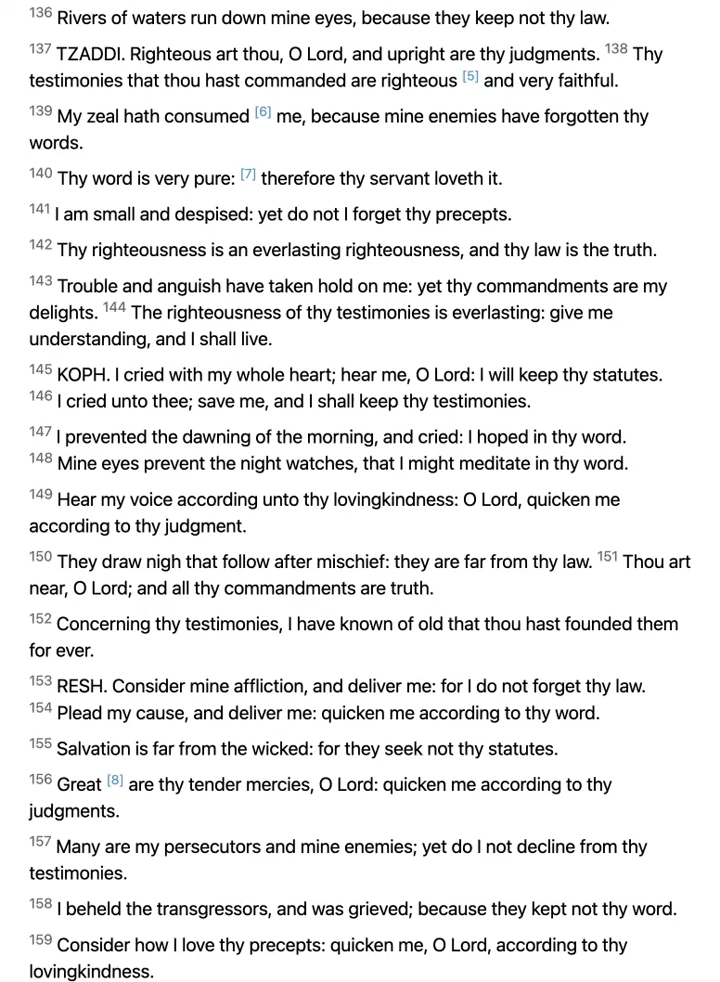 136 Rivers of waters run down mine eyes, because they keep not thy law.
137 TZADDI. Righteous art thou, O Lord, and upright are thy judgments. 138 Thy
testimonies that thou hast commanded are righteous [5] and very faithful.
139 My zeal hath consumed [6] me, because mine enemies have forgotten thy
words.
140 Thy word is very pure: [7] therefore thy servant loveth it.
141 I am small and despised: yet do not I forget thy precepts.
142 Thy righteousness is an everlasting righteousness, and thy law is the truth.
143 Trouble and anguish have taken hold on me: yet thy commandments are my
delights. 144 The righteousness of thy testimonies is everlasting: give me
understanding, and I shall live.
145 KOPH. I cried with my whole heart; hear me, O Lord: I will keep thy statutes.
146 I cried unto thee; save me, and I shall keep thy testimonies.
147 I prevented the dawning of the morning, and cried: I hoped in thy word.
148 Mine eyes prevent the night watches, that I might meditate in thy word.
149 Hear my voice according unto thy lovingkindness: O Lord, quicken me
according to thy judgment.
150 They draw nigh that follow after mischief: they are far from thy law. 151 Thou art
near, O Lord; and all thy commandments are truth.
152 Concerning thy testimonies, I have known of old that thou hast founded them
for ever.
153 RESH. Consider mine affliction, and deliver me: for I do not forget thy law.
154 Plead my cause, and deliver me: quicken me according to thy word.
155 Salvation is far from the wicked: for they seek not thy statutes.
156 Great [8] are thy tender mercies, O Lord: quicken me according to thy
judgments.
157 Many are my persecutors and mine enemies; yet do I not decline from thy
testimonies.
158 I beheld the transgressors, and was grieved; because they kept not thy word.
159 Consider how I love thy precepts: quicken me, O Lord, according to thy
lovingkindness.